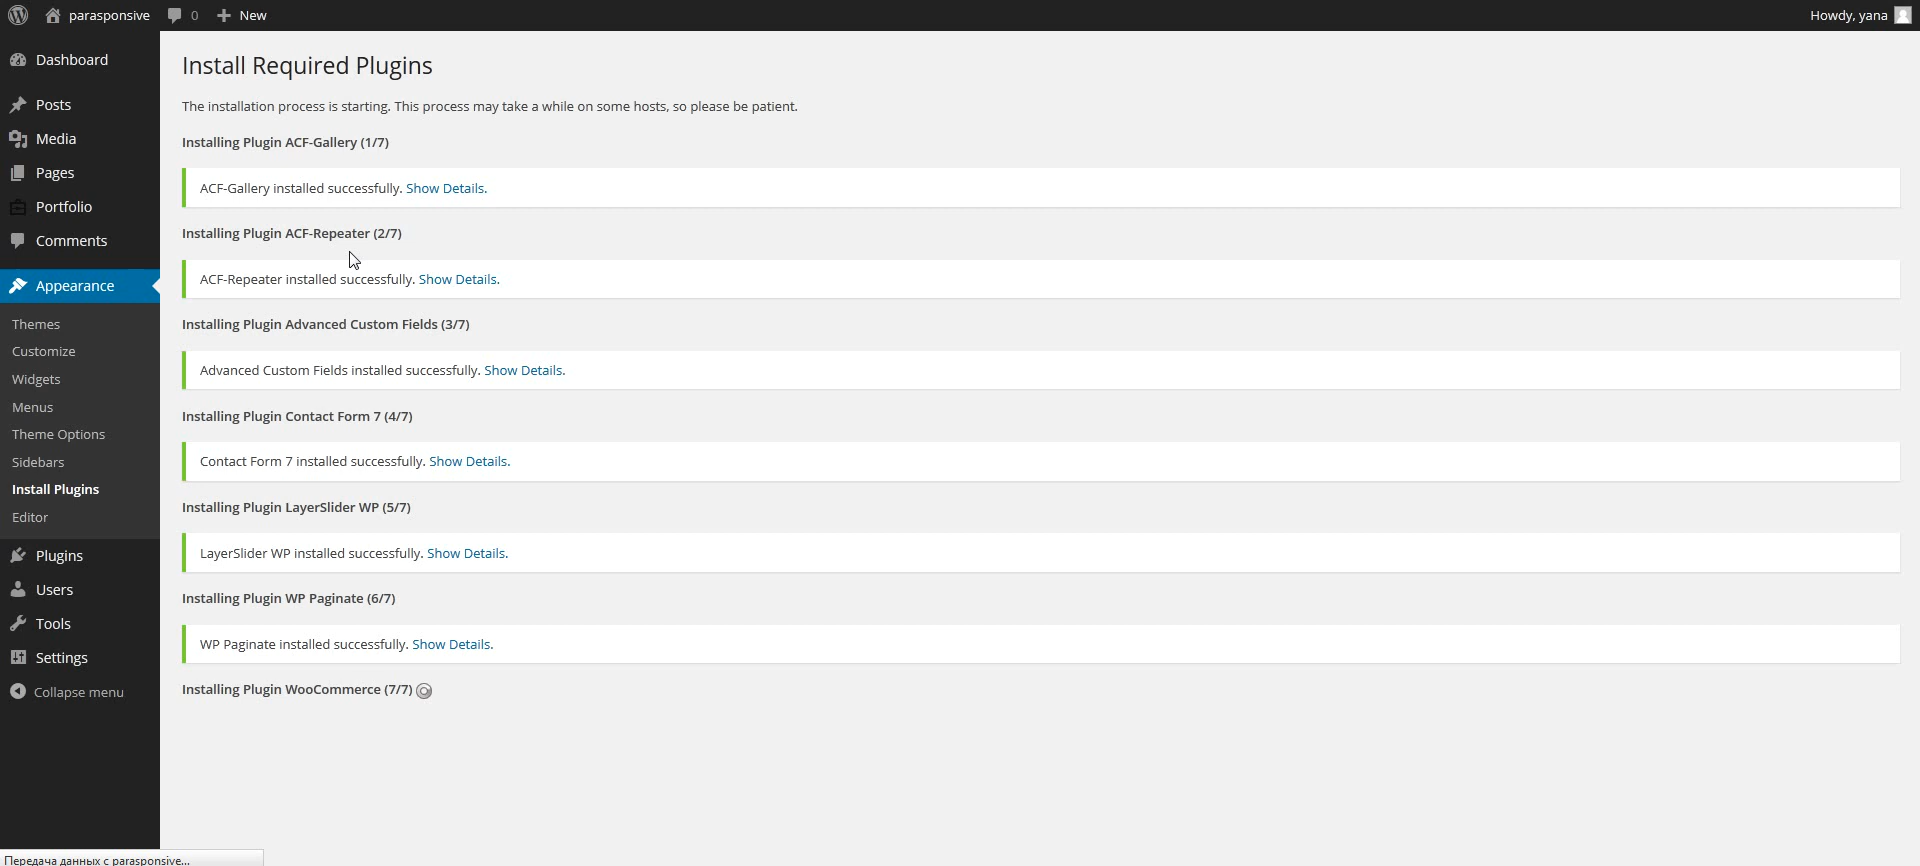 parasponsive
0
New
Howdy, yana
Dashboard
Posts
Media
Pages
Portfolio
Comments
Appearance
Themes
Customize
Widgets
Menus
Theme Options
Sidebars
Install Plugins
Editor
Plugins
Users
Tools
Settings
Collapse menu
Install Required Plugins
The installation process is starting. This process may take a while on some hosts, so please be patient.
Installing Plugin ACF-Gallery (1/7)
ACF-Gallery installed successfully. Show Details.
Installing Plugin ACF-Repeater (2/7)
ACF-Repeater installed successfully. Show Details.
Installing Plugin Advanced Custom Fields (3/7)
Advanced Custom Fields installed successfully. Show Details.
Installing Plugin Contact Form 7 (4/7)
Contact Form 7 installed successfully. Show Details.
Installing Plugin LayerSlider WP (5/7)
LayerSlider WP installed successfully. Show Details.
Installing Plugin WP Paginate (6/7)
WP Paginate installed successfully. Show Details.
Installing Plugin WooCommerce (7/7)
Передача данных с parasponsive...